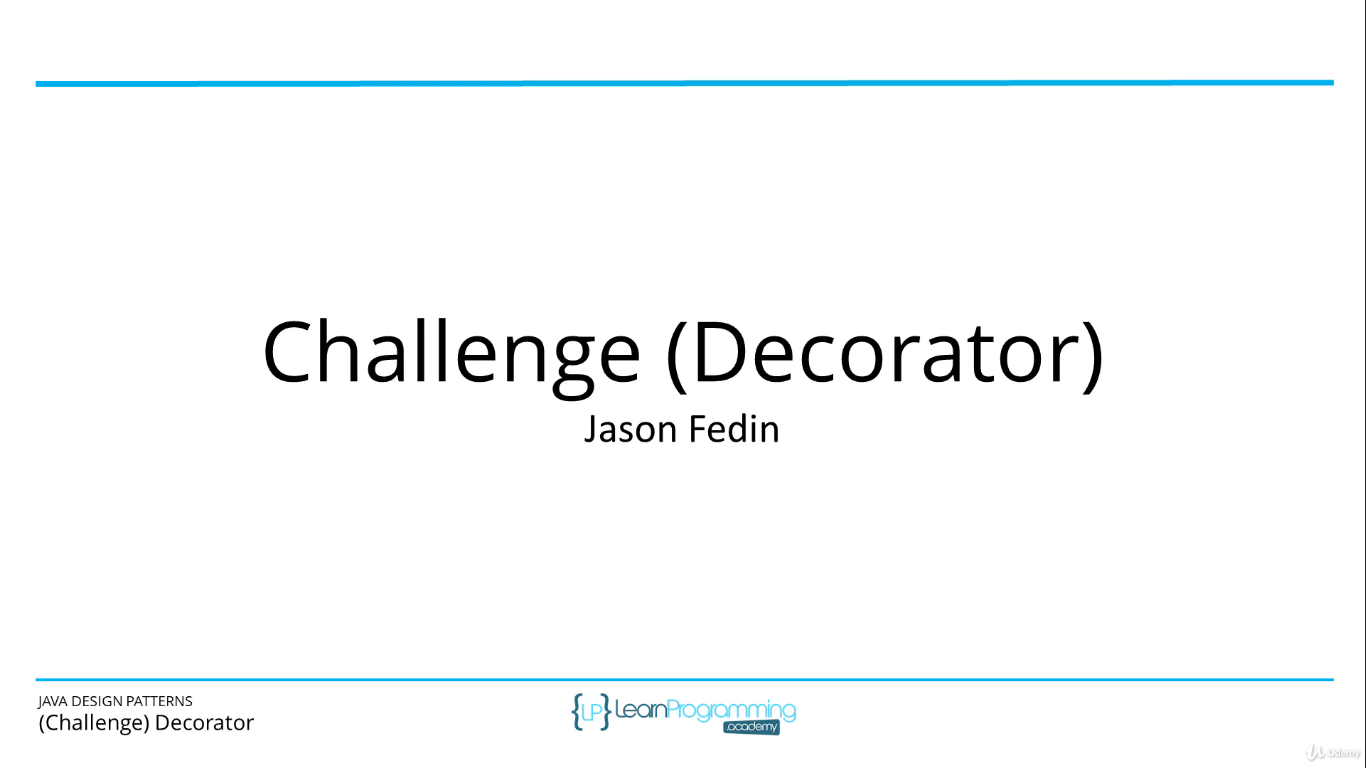 Challenge (Decorator)
Jason Fedin
JAVA DESIGN PATTERNS
(Challenge) Decorator
{LP} LearnProgramming
.academy
Udemy